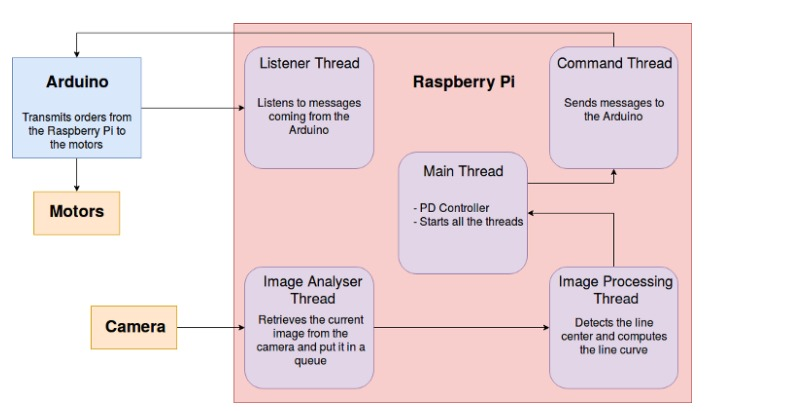 Arduino
Transmits orders from
the Raspberry Pi to
the motors
Motors
Camera
Raspberry Pi
Listener Thread
Listens to messages
coming from the
Arduino
Command Thread
Sends messages to
the Arduino
Main Thread
- PD Controller
- Starts all the threads
Image Analyser
Thread
Retrieves the current
image from the
camera and put it in a
queue
Image Processing
Thread
Detects the line
center and computes
the line curve